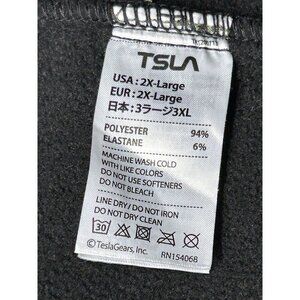 TSLA
USA : 2X-Large
EUR : 2X-Large
日本 : 3ラージ3XL
POLYESTER 94%
ELASTANE 6%
MACHINE WASH COLD
WITH LIKE COLORS
DO NOT USE SOFTENERS
DO NOT BLEACH
LINE DRY/ DO NOT IRON
DO NOT DRY CLEAN
30
© TeslaGears, Inc. RN154068